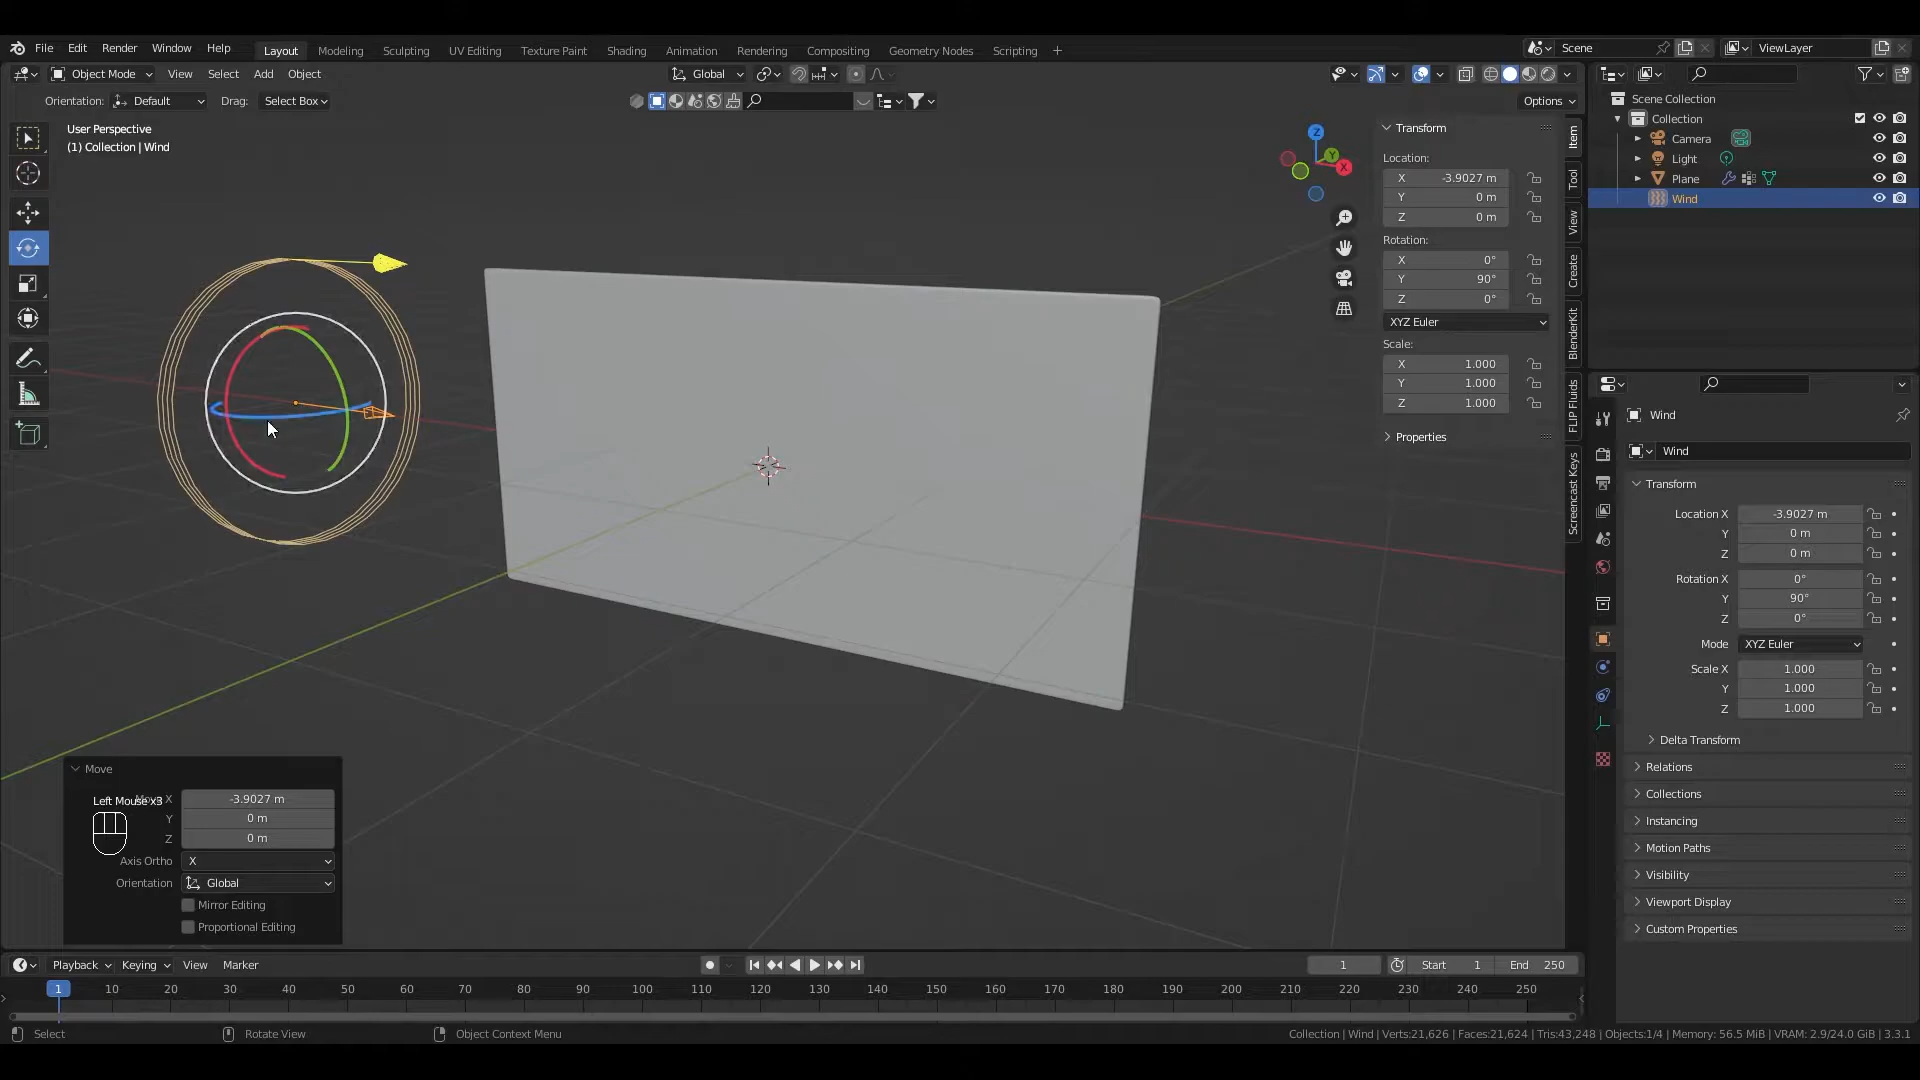 File Edit Render Window Help
Layout Modeling Sculpting UV Editing Texture Paint Shading Animation Rendering Compositing Geometry Nodes Scripting +
Scene
ViewLayer
Object Mode View Select Add Object
Global
Orientation: Default Drag: Select Box
Options
User Perspective
(1) Collection | Wind
Z
Y
X
Transform
Location:
X -3.9027 m
Y 0 m
Z 0 m
Rotation:
X 0°
Y 90°
Z 0°
XYZ Euler
Scale:
X 1.000
Y 1.000
Z 1.000
Properties
Item
Tool
View
Create
BlenderKit
FLIP Fluids
Screencast Keys
Scene Collection
Collection
Camera
Light
Plane
Wind
Wind
Wind
Transform
Location X -3.9027 m
Y 0 m
Z 0 m
Rotation X 0°
Y 90°
Z 0°
Mode XYZ Euler
Scale X 1.000
Y 1.000
Z 1.000
Delta Transform
Relations
Collections
Instancing
Motion Paths
Visibility
Viewport Display
Custom Properties
Move
Left Mouse x3
X -3.9027 m
Y 0 m
Z 0 m
Axis Ortho X
Orientation Global
Mirror Editing
Proportional Editing
Playback Keying View Marker
1 Start 1 End 250
1 10 20 30 40 50 60 70 80 90 100 110 120 130 140 150 160 170 180 190 200 210 220 230 240 250
Select Rotate View Object Context Menu
Collection | Wind | Verts:21,626 | Faces:21,624 | Tris:43,248 | Objects:1/4 | Memory: 56.5 MiB | VRAM: 2.9/24.0 GiB | 3.3.1